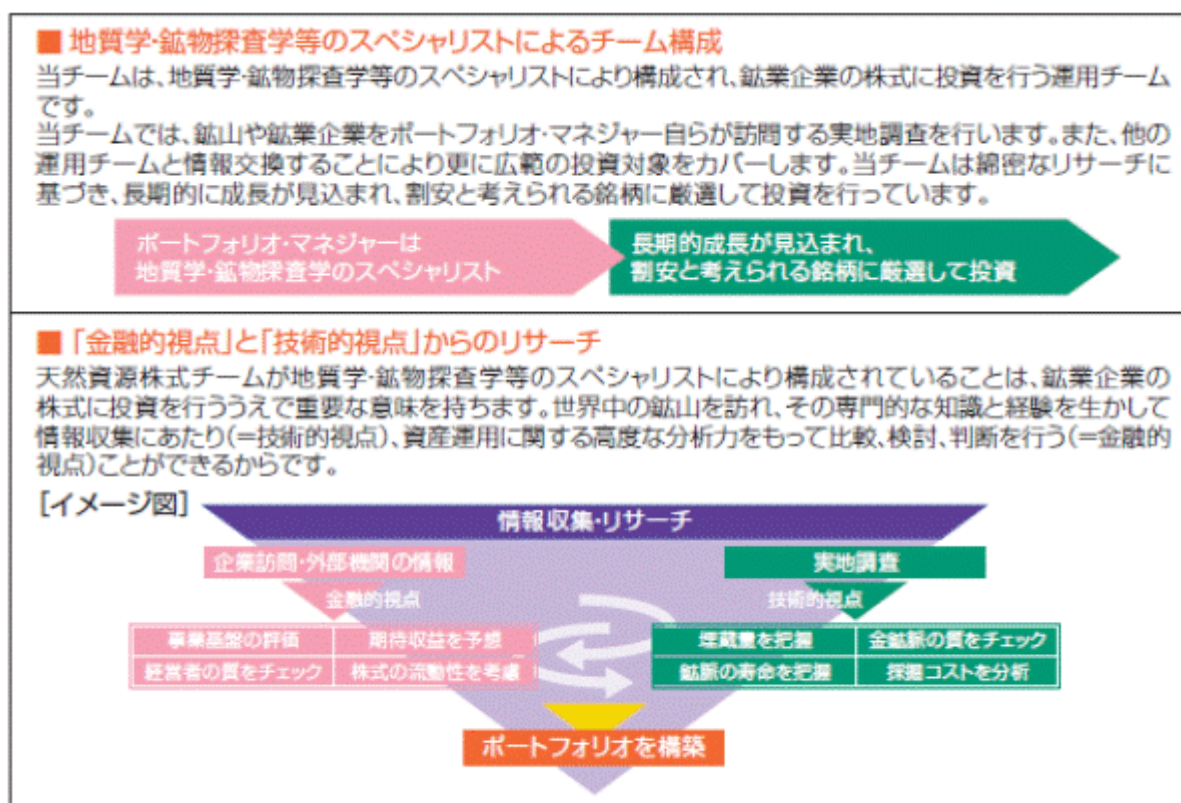 ■ 地質学・鉱物探査学等のスペシャリストによるチーム構成
当チームは、地質学・鉱物探査学等のスペシャリストにより構成され、鉱業企業の株式に投資を行う運用チーム
です。
当チームでは、鉱山や鉱業企業をポートフォリオ・マネジャー自らが訪問する実地調査を行います。また、他の
運用チームと情報交換することにより更に広範の投資対象をカバーします。当チームは綿密なリサーチに
基づき、長期的に成長が見込まれ、割安と考えられる銘柄に厳選して投資を行っています。
ポートフォリオ・マネジャーは
地質学・鉱物探査学のスペシャリスト
長期的成長が見込まれ、
割安と考えられる銘柄に厳選して投資
■ 「金融的視点」と「技術的視点」からのリサーチ
天然資源株式チームが地質学・鉱物探査学等のスペシャリストにより構成されていることは、鉱業企業の
株式に投資を行ううえで重要な意味を持ちます。世界中の鉱山を訪れ、その専門的な知識と経験を生かして
情報収集にあたり(=技術的視点)、資産運用に関する高度な分析力をもって比較、検討、判断を行う(=金融的
視点)ことができるからです。
[イメージ図]
情報収集・リサーチ
企業訪問・外部機関の情報
実地調査
金融的視点
技術的視点
事業基盤の評価
期待収益を予想
埋蔵量を把握
金鉱脈の質をチェック
経営者の質をチェック
株式の流動性を考慮
鉱脈の寿命を把握
採掘コストを分析
ポートフォリオを構築